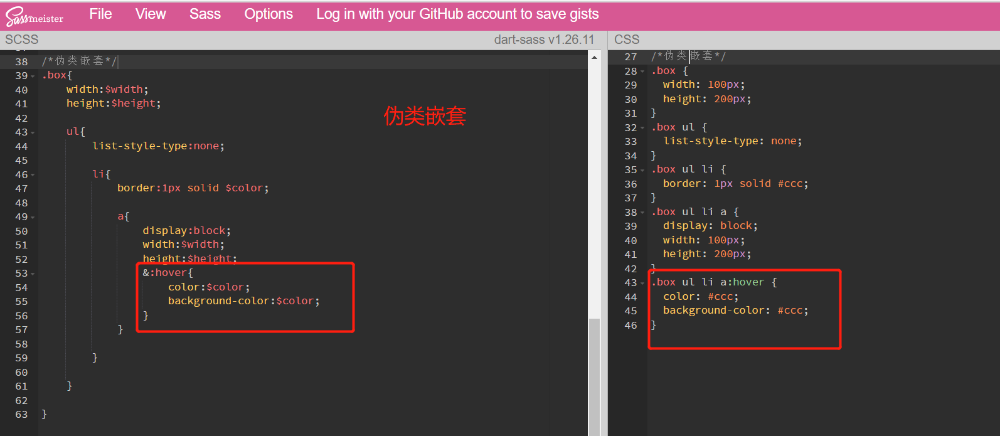 Sassmeister File View Sass Options Log in with your GitHub account to save gists
SCSS dart-sass v1.26.11
38 /*伪类嵌套*/
39 .box{
40 width:$width;
41 height:$height;
42
43 ul{
44 list-style-type:none;
45
46 li{
47 border:1px solid $color;
48
49 a{
50 display:block;
51 width:$width;
52 height:$height;
53 &:hover{
54 color:$color;
55 background-color:$color;
56 }
57 }
58
59 }
60
61 }
62
63 }
伪类嵌套
CSS
27 /*伪类嵌套*/
28 .box {
29 width: 100px;
30 height: 200px;
31 }
32 .box ul {
33 list-style-type: none;
34 }
35 .box ul li {
36 border: 1px solid #ccc;
37 }
38 .box ul li a {
39 display: block;
40 width: 100px;
41 height: 200px;
42 }
43 .box ul li a:hover {
44 color: #ccc;
45 background-color: #ccc;
46 }